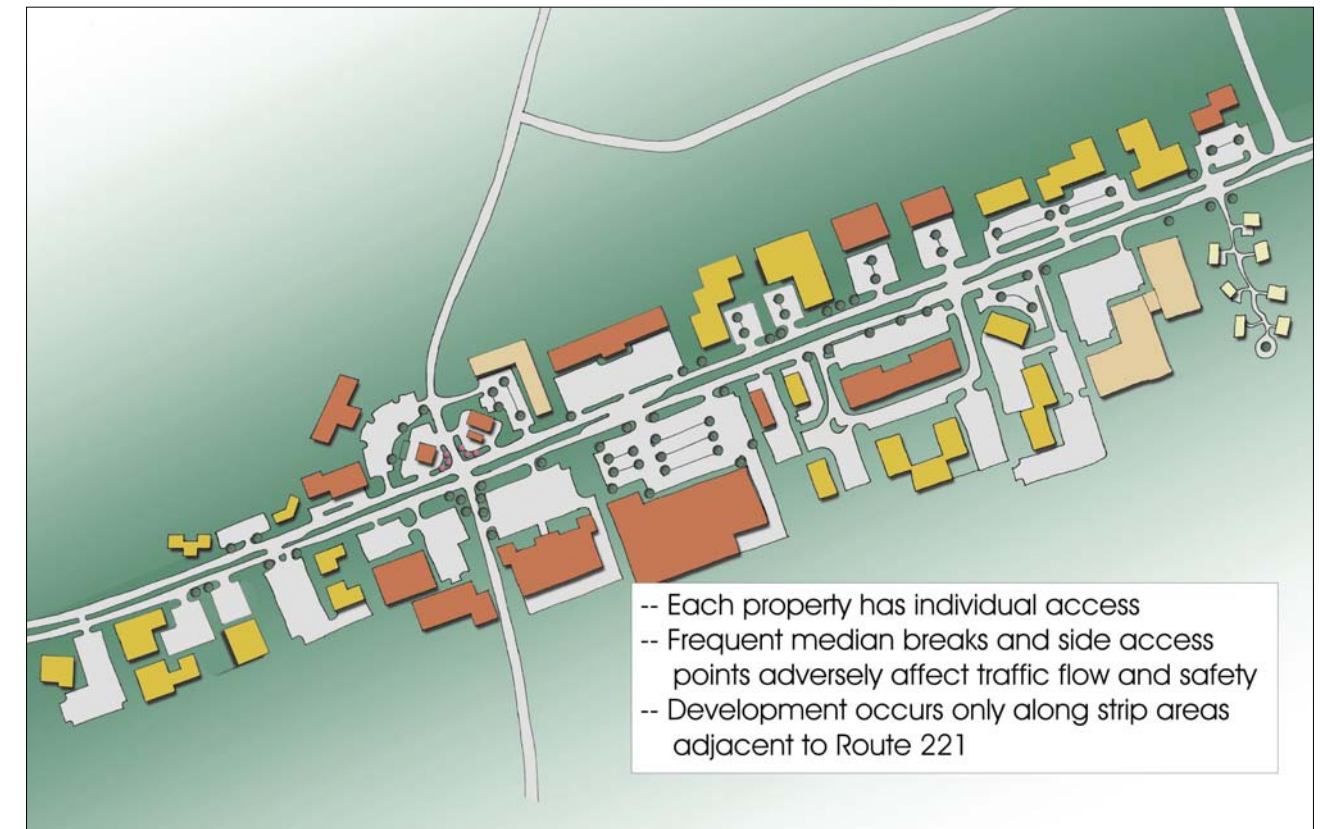 -- Each property has individual access
-- Frequent median breaks and side access
points adversely affect traffic flow and safety
-- Development occurs only along strip areas
adjacent to Route 221